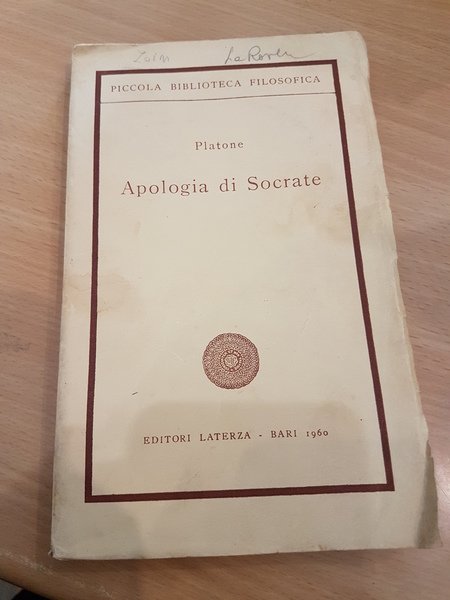 PICCOLA BIBLIOTECA FILOSOFICA
Platone
Apologia di Socrate
EDITORI LATERZA - BARI 1960